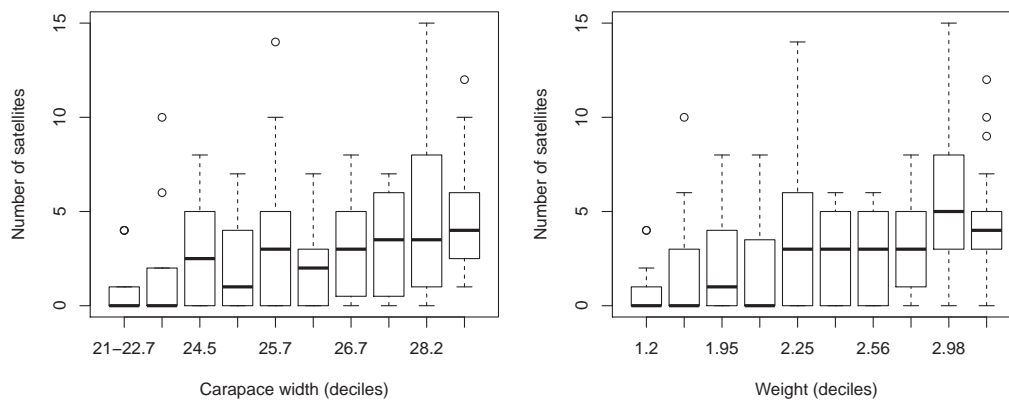 Number of satellites
15
10
5
0
21−22.7 24.5 25.7 26.7 28.2
Carapace width (deciles)
Number of satellites
15
10
5
0
1.2 1.95 2.25 2.56 2.98
Weight (deciles)